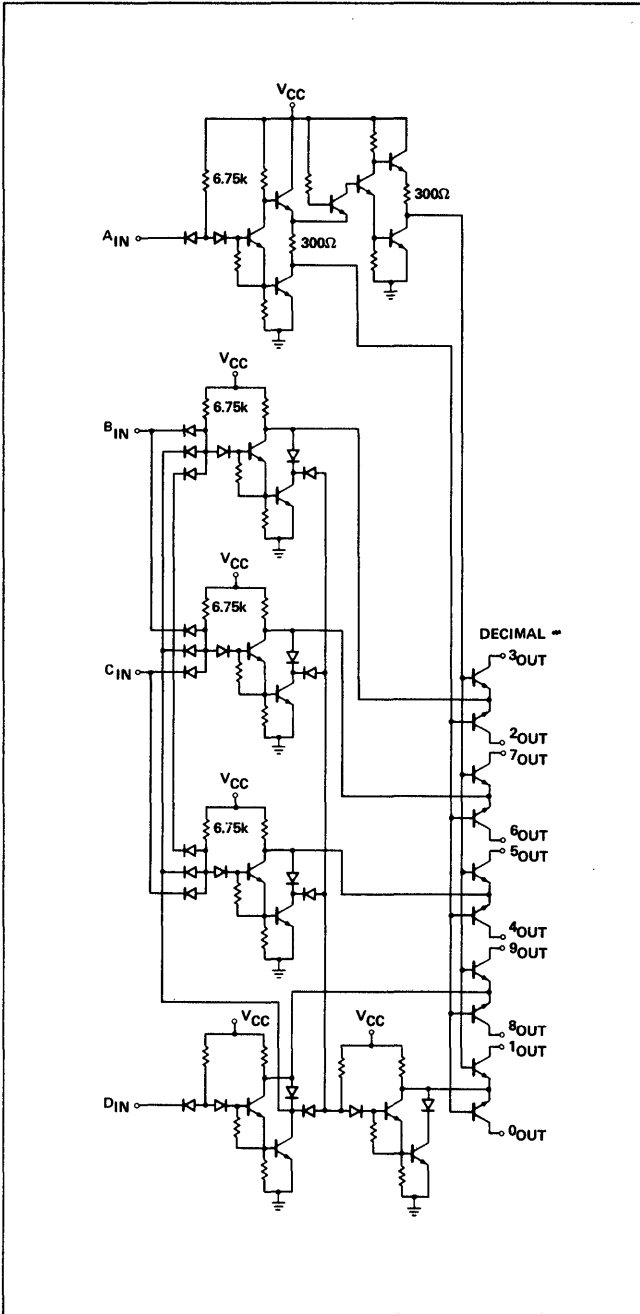 VCC
6.75k
300Ω
AIN
300Ω
VCC
6.75k
BIN
VCC
6.75k
CIN
DECIMAL
3OUT
2OUT
7OUT
VCC
6.75k
6OUT
5OUT
4OUT
9OUT
VCC
VCC
8OUT
1OUT
DIN
0OUT